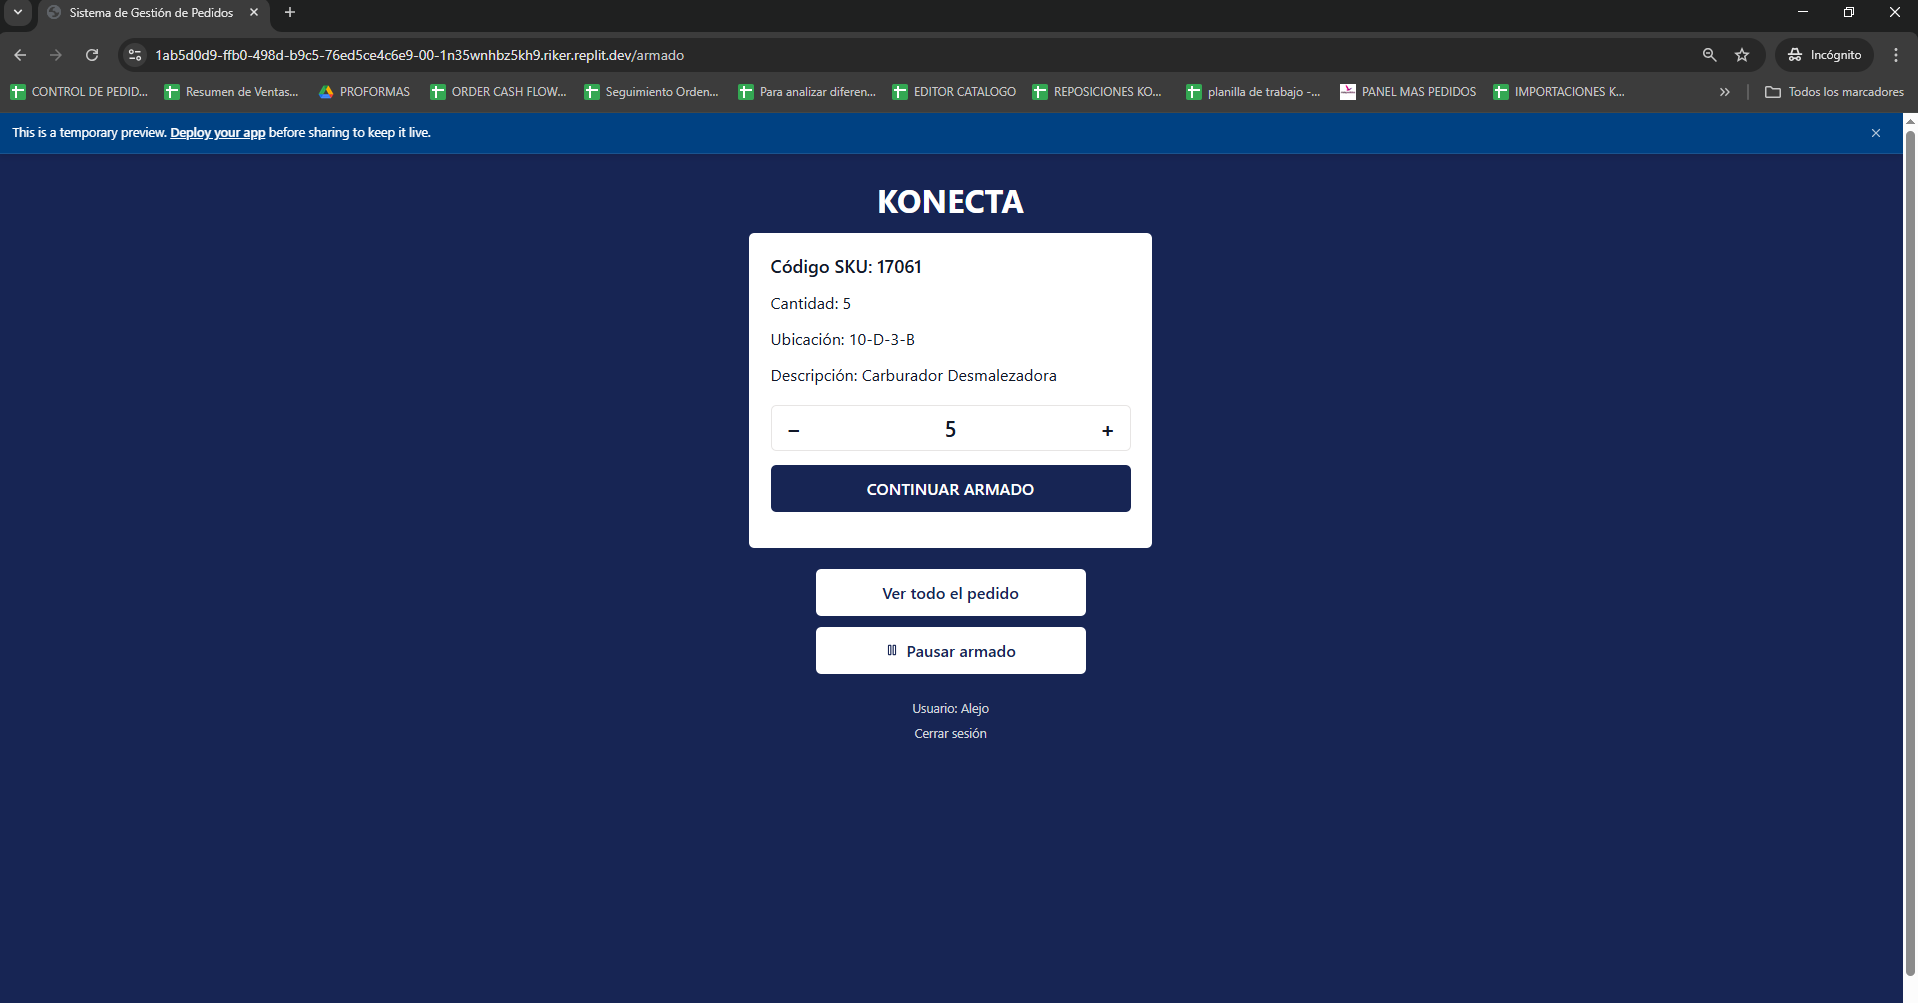 Sistema de Gestión de Pedidos
1ab5d0d9-ffb0-498d-b9c5-76ed5ce4c6e9-00-1n35wnhbz5kh9.riker.replit.dev/armado
Incógnito
CONTROL DE PEDID...
Resumen de Ventas...
PROFORMAS
ORDER CASH FLOW...
Seguimiento Orden...
Para analizar diferen...
EDITOR CATALOGO
REPOSICIONES KO...
planilla de trabajo -...
PANEL MAS PEDIDOS
IMPORTACIONES K...
Todos los marcadores
This is a temporary preview. Deploy your app before sharing to keep it live.
KONECTA
Código SKU: 17061
Cantidad: 5
Ubicación: 10-D-3-B
Descripción: Carburador Desmalezadora
− 5 +
CONTINUAR ARMADO
Ver todo el pedido
Pausar armado
Usuario: Alejo
Cerrar sesión